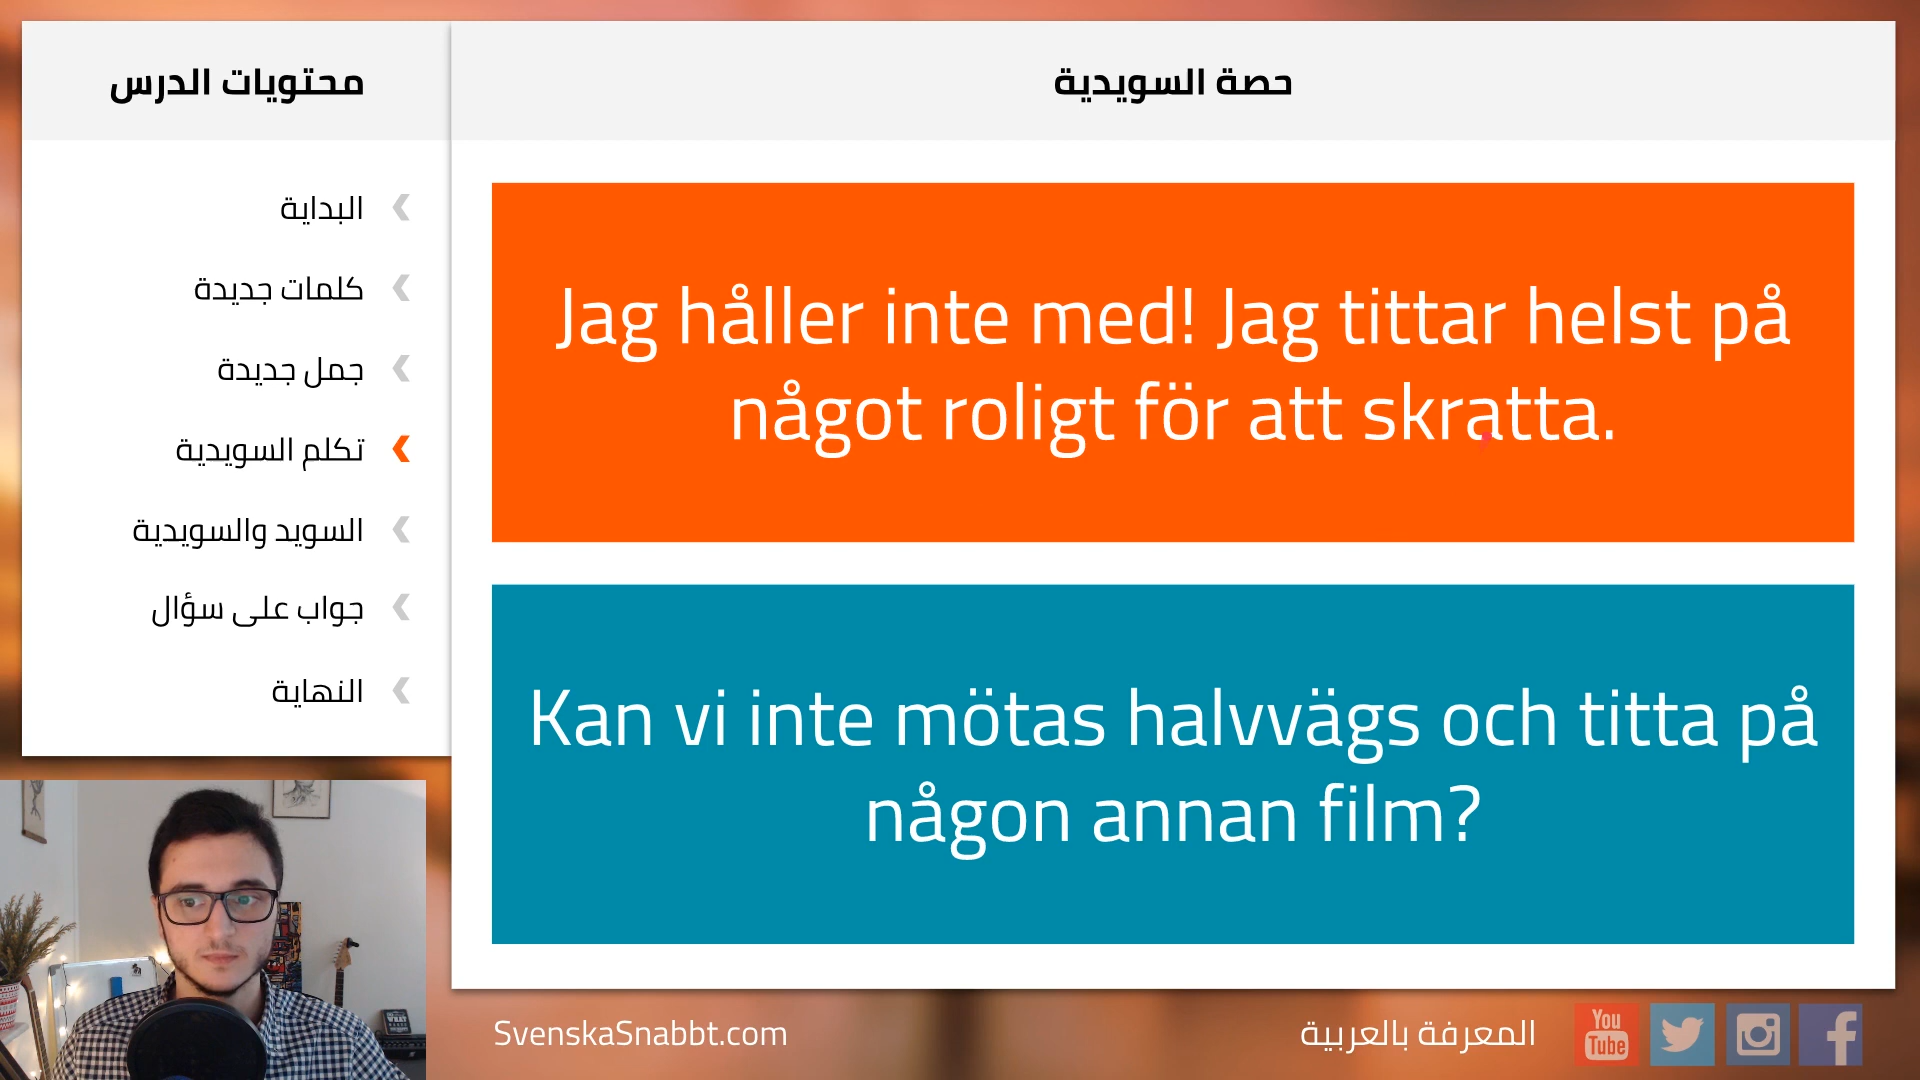 محتويات الدرس
البداية
كلمات جديدة
جمل جديدة
تكلم السويدية
السويد والسويدية
جواب على سؤال
النهاية
حصة السويدية
Jag håller inte med! Jag tittar helst på
något roligt för att skratta.
Kan vi inte mötas halvvägs och titta på
någon annan film?
SvenskaSnabbt.com
المعرفة بالعربية
You
Tube